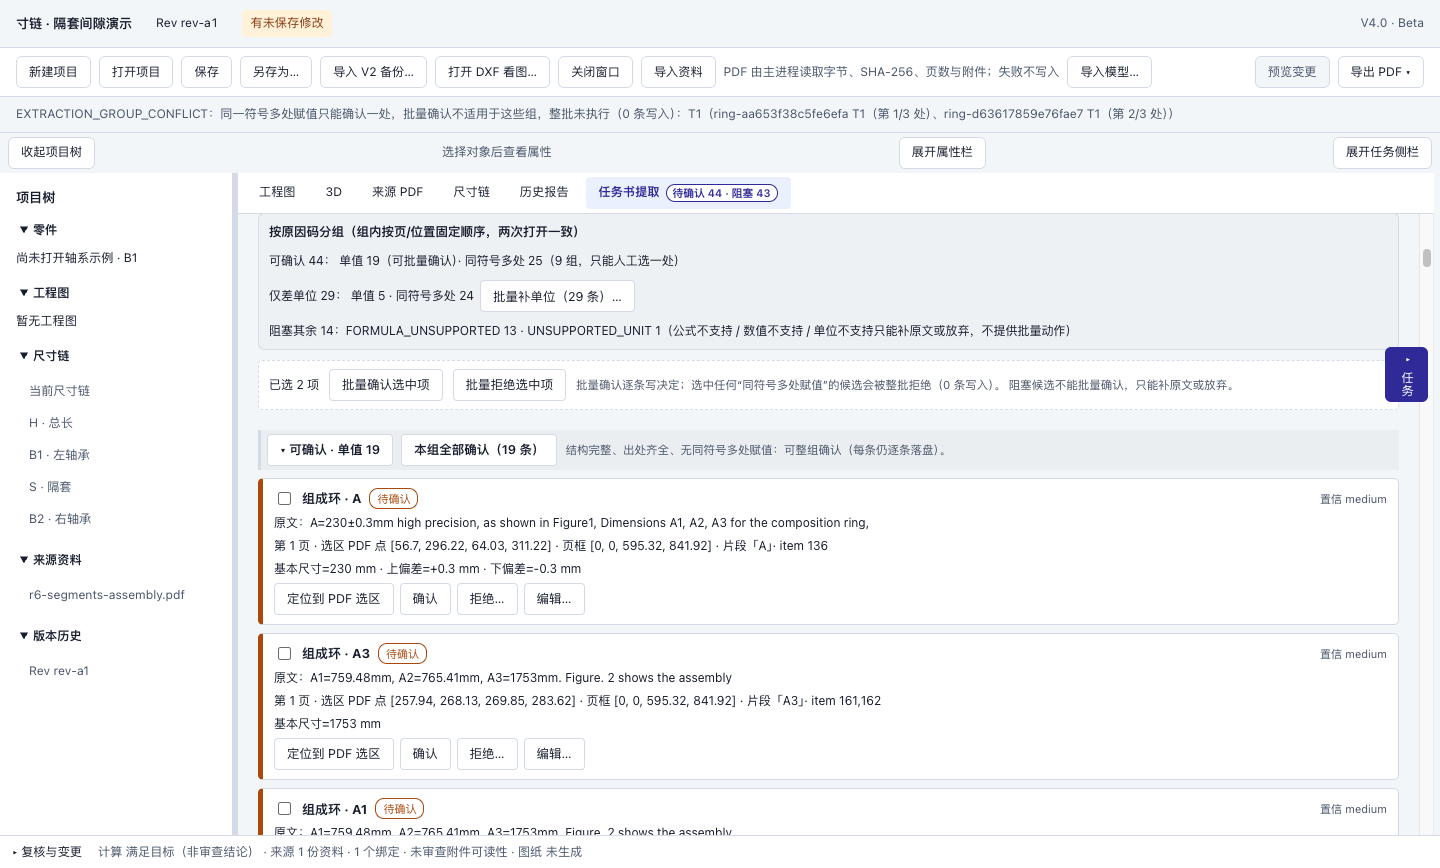 寸链 · 隔套间隙演示 Rev rev-a1 有未保存修改 V4.0 · Beta
新建项目 打开项目 保存 另存为… 导入 V2 备份… 打开 DXF 看图… 关闭窗口 导入资料 PDF 由主进程读取字节、SHA-256、页数与附件；失败不写入 导入模型… 预览变更 导出 PDF ▾
EXTRACTION_GROUP_CONFLICT：同一符号多处赋值只能确认一处，批量确认不适用于这些组，整批未执行（0 条写入）：T1（ring-aa653f38c5fe6efa T1（第 1/3 处）、ring-d63617859e76fae7 T1（第 2/3 处））
收起项目树 选择对象后查看属性 展开属性栏 展开任务侧栏
项目树
▼ 零件
尚未打开轴系示例 · B1
▼ 工程图
暂无工程图
▼ 尺寸链
当前尺寸链
H · 总长
B1 · 左轴承
S · 隔套
B2 · 右轴承
▼ 来源资料
r6-segments-assembly.pdf
▼ 版本历史
Rev rev-a1
工程图 3D 来源 PDF 尺寸链 历史报告 任务书提取 待确认 44 · 阻塞 43
按原因码分组（组内按页/位置固定顺序，两次打开一致）
可确认 44： 单值 19（可批量确认）· 同符号多处 25（9 组，只能人工选一处）
仅差单位 29： 单值 5 · 同符号多处 24 批量补单位（29 条）…
阻塞其余 14：FORMULA_UNSUPPORTED 13 · UNSUPPORTED_UNIT 1（公式不支持 / 数值不支持 / 单位不支持只能补原文或放弃，不提供批量动作）
已选 2 项 批量确认选中项 批量拒绝选中项 批量确认逐条写决定；选中任何“同符号多处赋值”的候选会被整批拒绝（0 条写入）。 阻塞候选不能批量确认，只能补原文或放弃。
▸ 任务
▾ 可确认 · 单值 19 本组全部确认（19 条） 结构完整、出处齐全、无同符号多处赋值：可整组确认（每条仍逐条落盘）。
组成环 · A 待确认 置信 medium
原文：A=230±0.3mm high precision, as shown in Figure1, Dimensions A1, A2, A3 for the composition ring,
第 1 页 · 选区 PDF 点 [56.7, 296.22, 64.03, 311.22] · 页框 [0, 0, 595.32, 841.92] · 片段「A」· item 136
基本尺寸=230 mm · 上偏差=+0.3 mm · 下偏差=-0.3 mm
定位到 PDF 选区 确认 拒绝… 编辑…
组成环 · A3 待确认 置信 medium
原文：A1=759.48mm, A2=765.41mm, A3=1753mm. Figure. 2 shows the assembly
第 1 页 · 选区 PDF 点 [257.94, 268.13, 269.85, 283.62] · 页框 [0, 0, 595.32, 841.92] · 片段「A3」· item 161,162
基本尺寸=1753 mm
定位到 PDF 选区 确认 拒绝… 编辑…
组成环 · A1 待确认 置信 medium
原文：A1=759.48mm, A2=765.41mm, A3=1753mm. Figure. 2 shows the assembly
▸ 复核与变更 计算 满足目标（非审查结论） · 来源 1 份资料 · 1 个绑定 · 未审查附件可读性 · 图纸 未生成